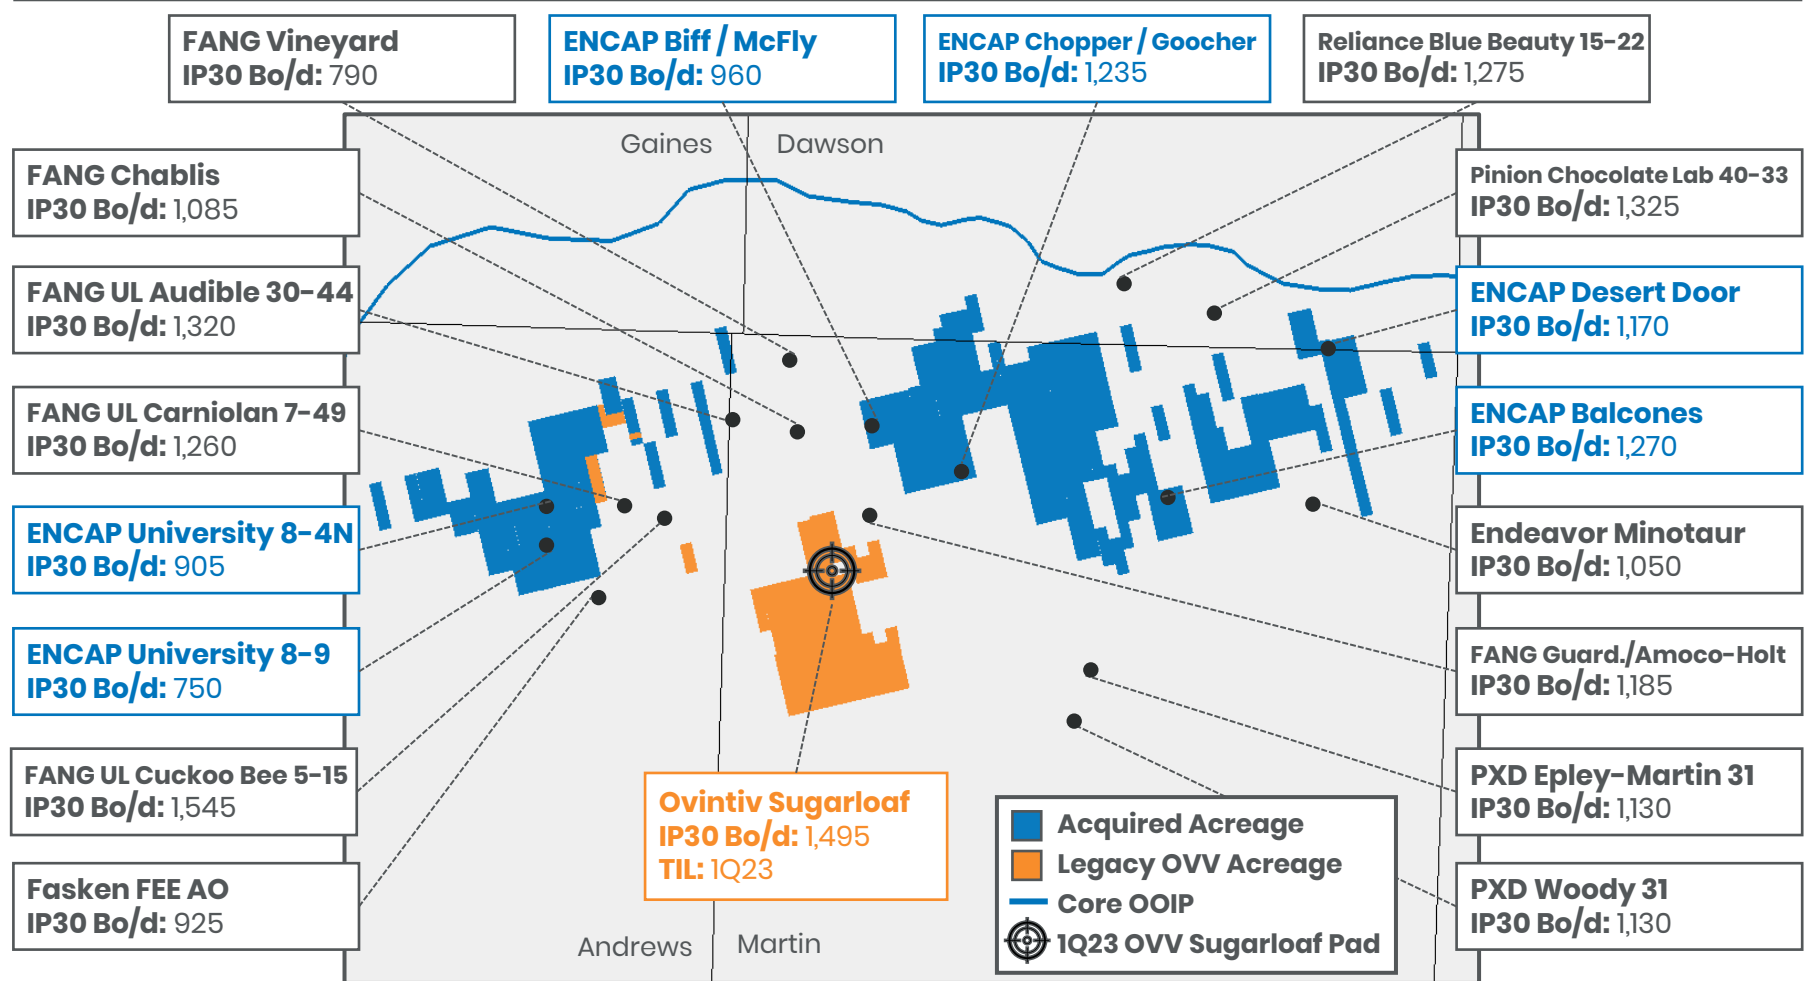 FANG Vineyard
IP30 Bo/d: 790
ENCAP Biff / McFly
IP30 Bo/d: 960
ENCAP Chopper / Goocher
IP30 Bo/d: 1,235
Reliance Blue Beauty 15-22
IP30 Bo/d: 1,275
Gaines
Dawson
FANG Chablis
IP30 Bo/d: 1,085
Pinion Chocolate Lab 40-33
IP30 Bo/d: 1,325
FANG UL Audible 30-44
IP30 Bo/d: 1,320
ENCAP Desert Door
IP30 Bo/d: 1,170
FANG UL Carniolan 7-49
IP30 Bo/d: 1,260
ENCAP Balcones
IP30 Bo/d: 1,270
ENCAP University 8-4N
IP30 Bo/d: 905
Endeavor Minotaur
IP30 Bo/d: 1,050
ENCAP University 8-9
IP30 Bo/d: 750
FANG Guard./Amoco-Holt
IP30 Bo/d: 1,185
FANG UL Cuckoo Bee 5-15
IP30 Bo/d: 1,545
PXD Epley-Martin 31
IP30 Bo/d: 1,130
Ovintiv Sugarloaf
IP30 Bo/d: 1,495
TIL: 1Q23
Acquired Acreage
Legacy OVV Acreage
Core OOIP
1Q23 OVV Sugarloaf Pad
Fasken FEE AO
IP30 Bo/d: 925
PXD Woody 31
IP30 Bo/d: 1,130
Andrews
Martin